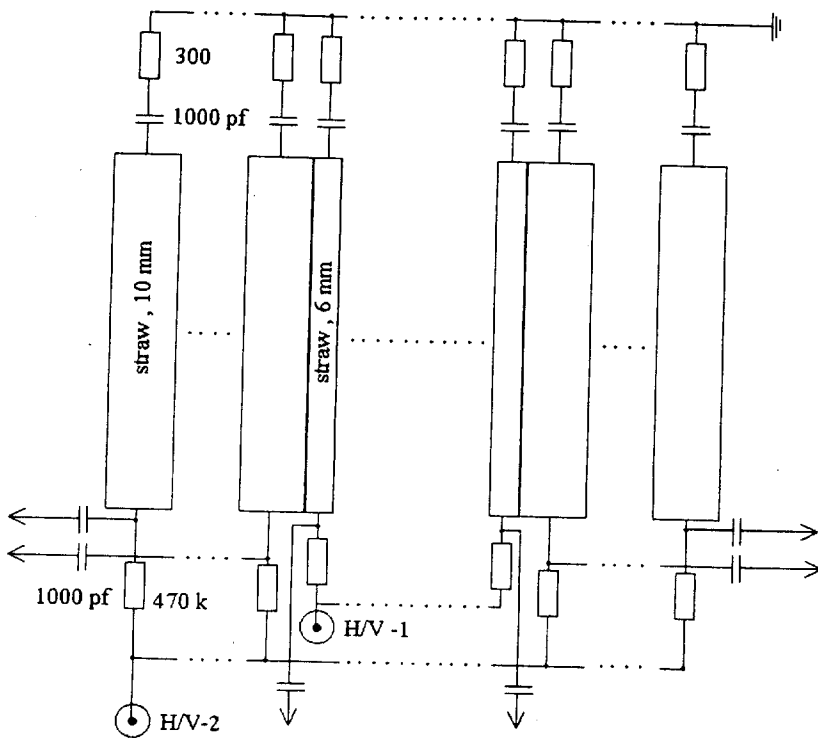 300
1000 pf
straw , 10 mm
straw , 6 mm
1000 pf
470 k
H/V -1
H/V-2